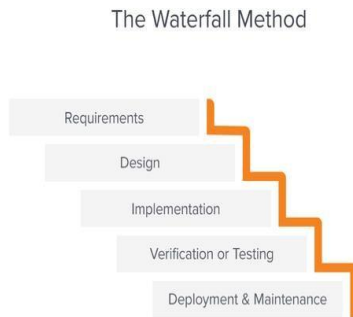 The Waterfall Method
Requirements
Design
Implementation
Verification or Testing
Deployment & Maintenance